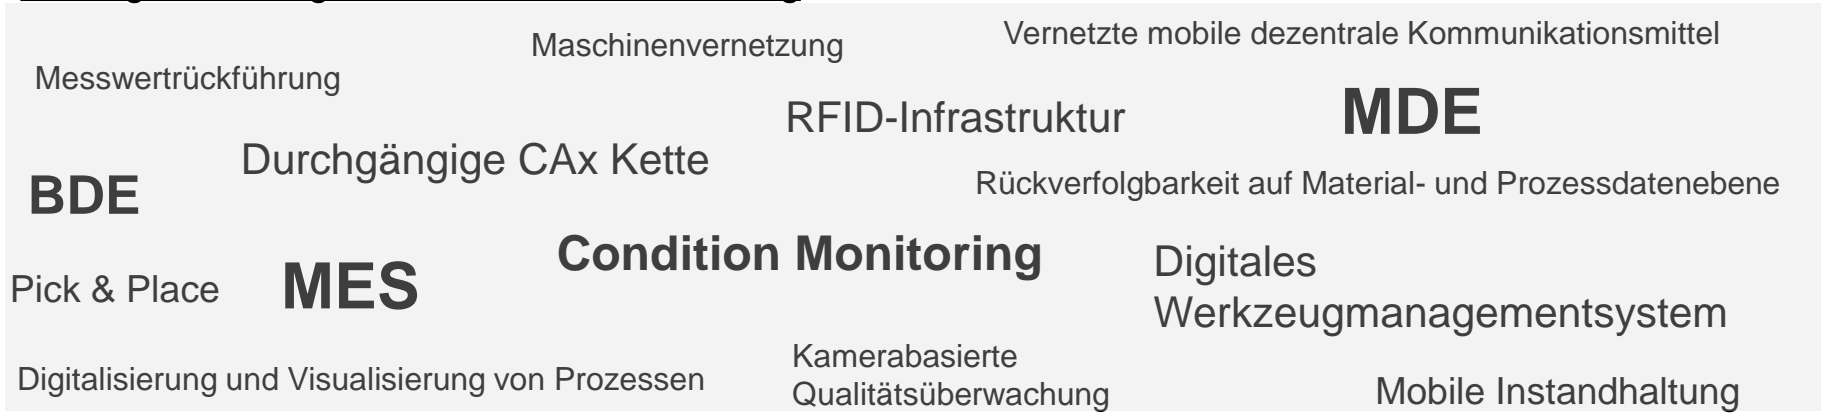 Vernetzte mobile dezentrale Kommunikationsmittel
Maschinenvernetzung
Messwertrückführung
MDE
RFID-Infrastruktur
Durchgängige CAx Kette
Rückverfolgbarkeit auf Material- und Prozessdatenebene
BDE
Condition Monitoring
Digitales
Werkzeugmanagementsystem
Pick & Place
MES
Kamerabasierte
Qualitätsüberwachung
Digitalisierung und Visualisierung von Prozessen
Mobile Instandhaltung